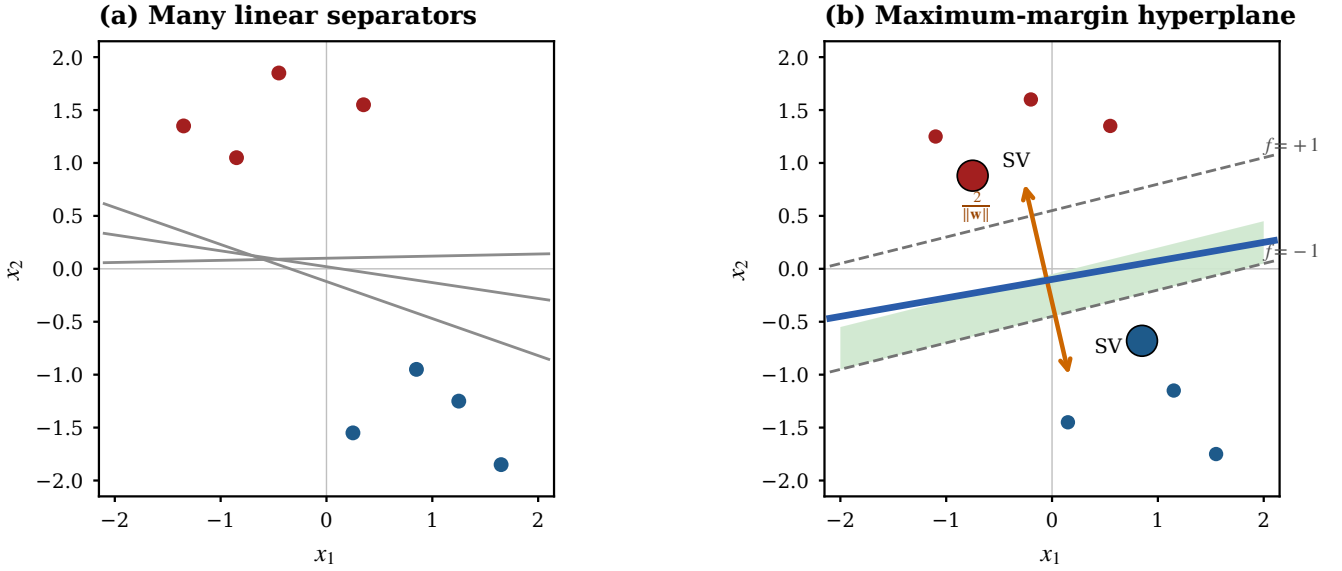 (a) Many linear separators
2.0
1.5
1.0
0.5
0.0
−0.5
−1.0
−1.5
−2.0
x₂
−2
−1
0
1
2
x₁
(b) Maximum-margin hyperplane
2.0
1.5
1.0
0.5
0.0
−0.5
−1.0
−1.5
−2.0
x₂
f = +1
SV
2
‖w‖
f = −1
SV
−2
−1
0
1
2
x₁